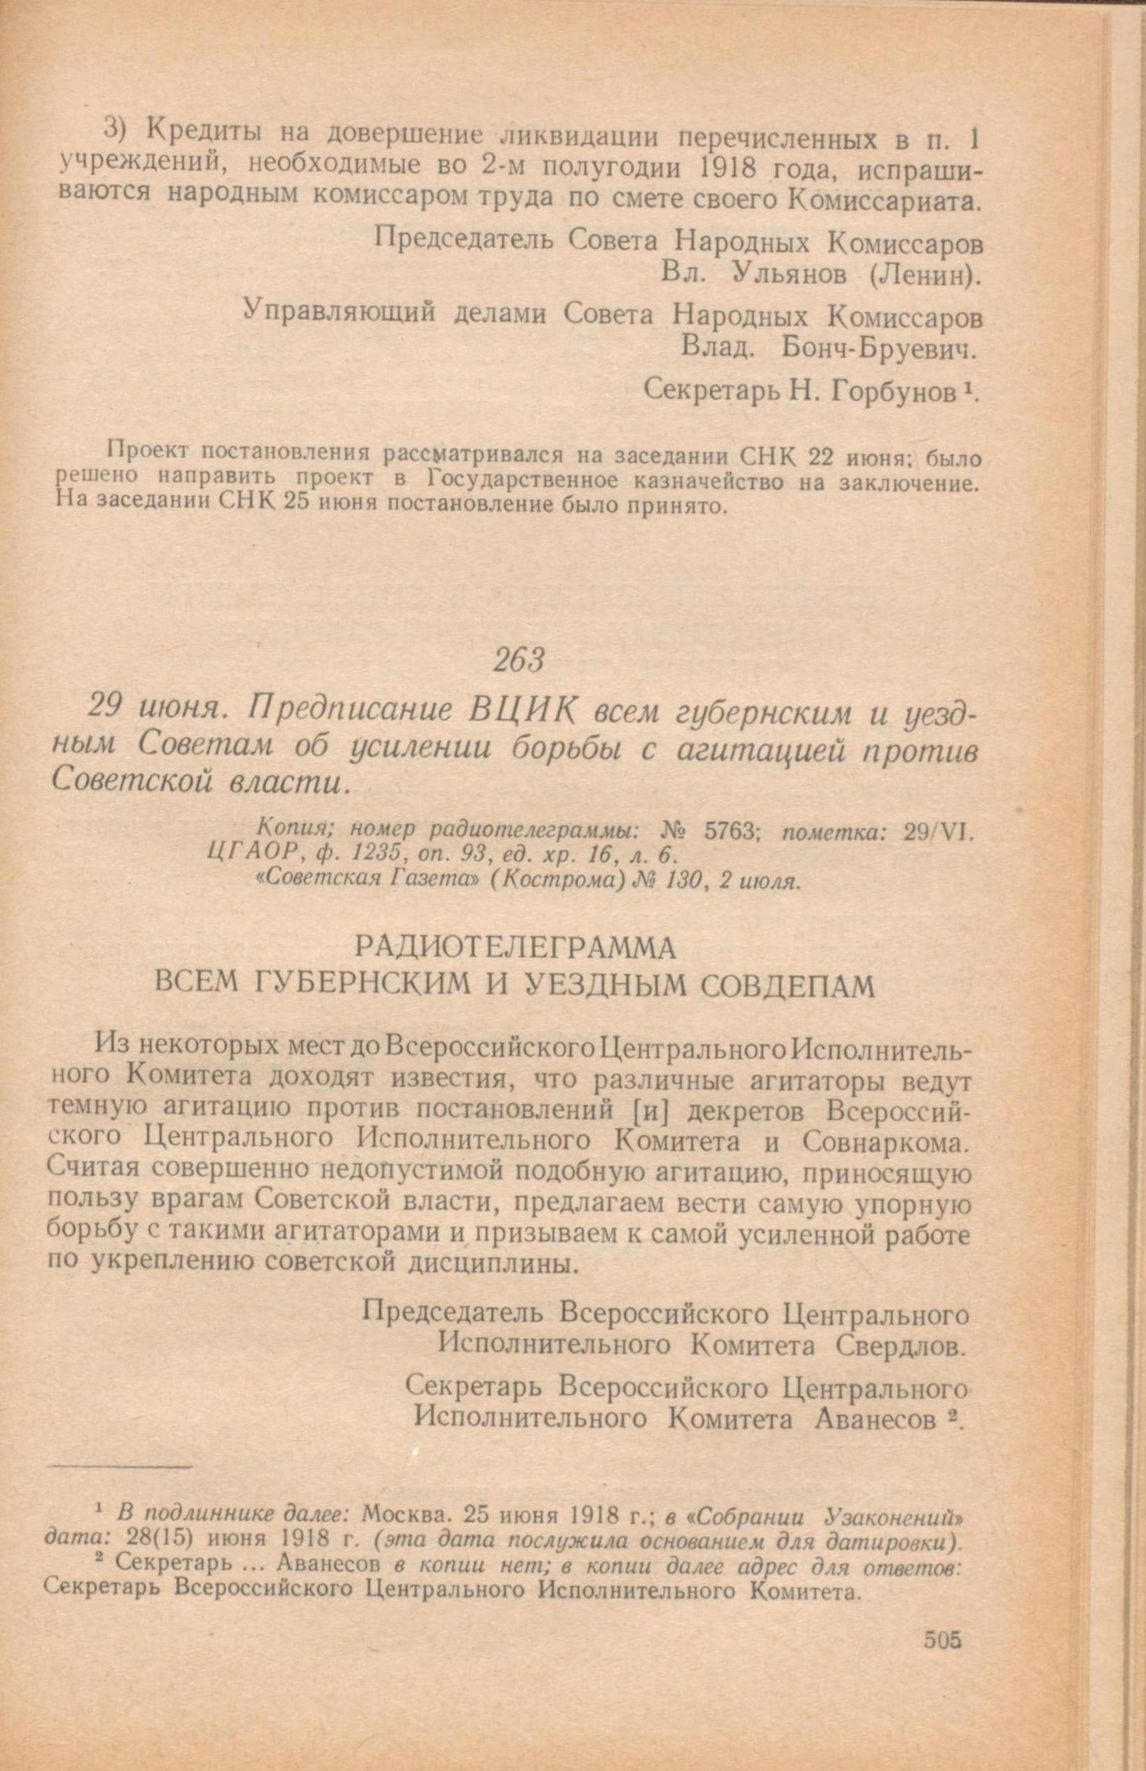 3) Кредиты на довершение ликвидации перечисленных в п. 1
учреждений, необходимые во 2-м полугодии 1918 года, испраши-
ваются народным комиссаром труда по смете своего Комиссариата.
Председатель Совета Народных Комиссаров
Вл. Ульянов (Ленин).
Управляющий делами Совета Народных Комиссаров
Влад. Бонч-Бруевич.
Секретарь Н. Горбунов ¹.
Проект постановления рассматривался на заседании СНК 22 июня; было
решено направить проект в Государственное казначейство на заключение.
На заседании СНК 25 июня постановление было принято.
263
29 июня. Предписание ВЦИК всем губернским и уезд-
ным Советам об усилении борьбы с агитацией против
Советской власти.
Копия; номер радиотелеграммы: № 5763; пометка: 29/VI.
ЦГАОР, ф. 1235, оп. 93, ед. хр. 16, л. 6.
«Советская Газета» (Кострома) № 130, 2 июля.
РАДИОТЕЛЕГРАММА
ВСЕМ ГУБЕРНСКИМ И УЕЗДНЫМ СОВДЕПАМ
Из некоторых мест до Всероссийского Центрального Исполнитель-
ного Комитета доходят известия, что различные агитаторы ведут
темную агитацию против постановлений [и] декретов Всероссий-
ского Центрального Исполнительного Комитета и Совнаркома.
Считая совершенно недопустимой подобную агитацию, приносящую
пользу врагам Советской власти, предлагаем вести самую упорную
борьбу с такими агитаторами и призываем к самой усиленной работе
по укреплению советской дисциплины.
Председатель Всероссийского Центрального
Исполнительного Комитета Свердлов.
Секретарь Всероссийского Центрального
Исполнительного Комитета Аванесов ².
¹ В подлиннике далее: Москва. 25 июня 1918 г.; в «Собрании Узаконений»
дата: 28(15) июня 1918 г. (эта дата послужила основанием для датировки).
² Секретарь ... Аванесов в копии нет; в копии далее адрес для ответов:
Секретарь Всероссийского Центрального Исполнительного Комитета.
505